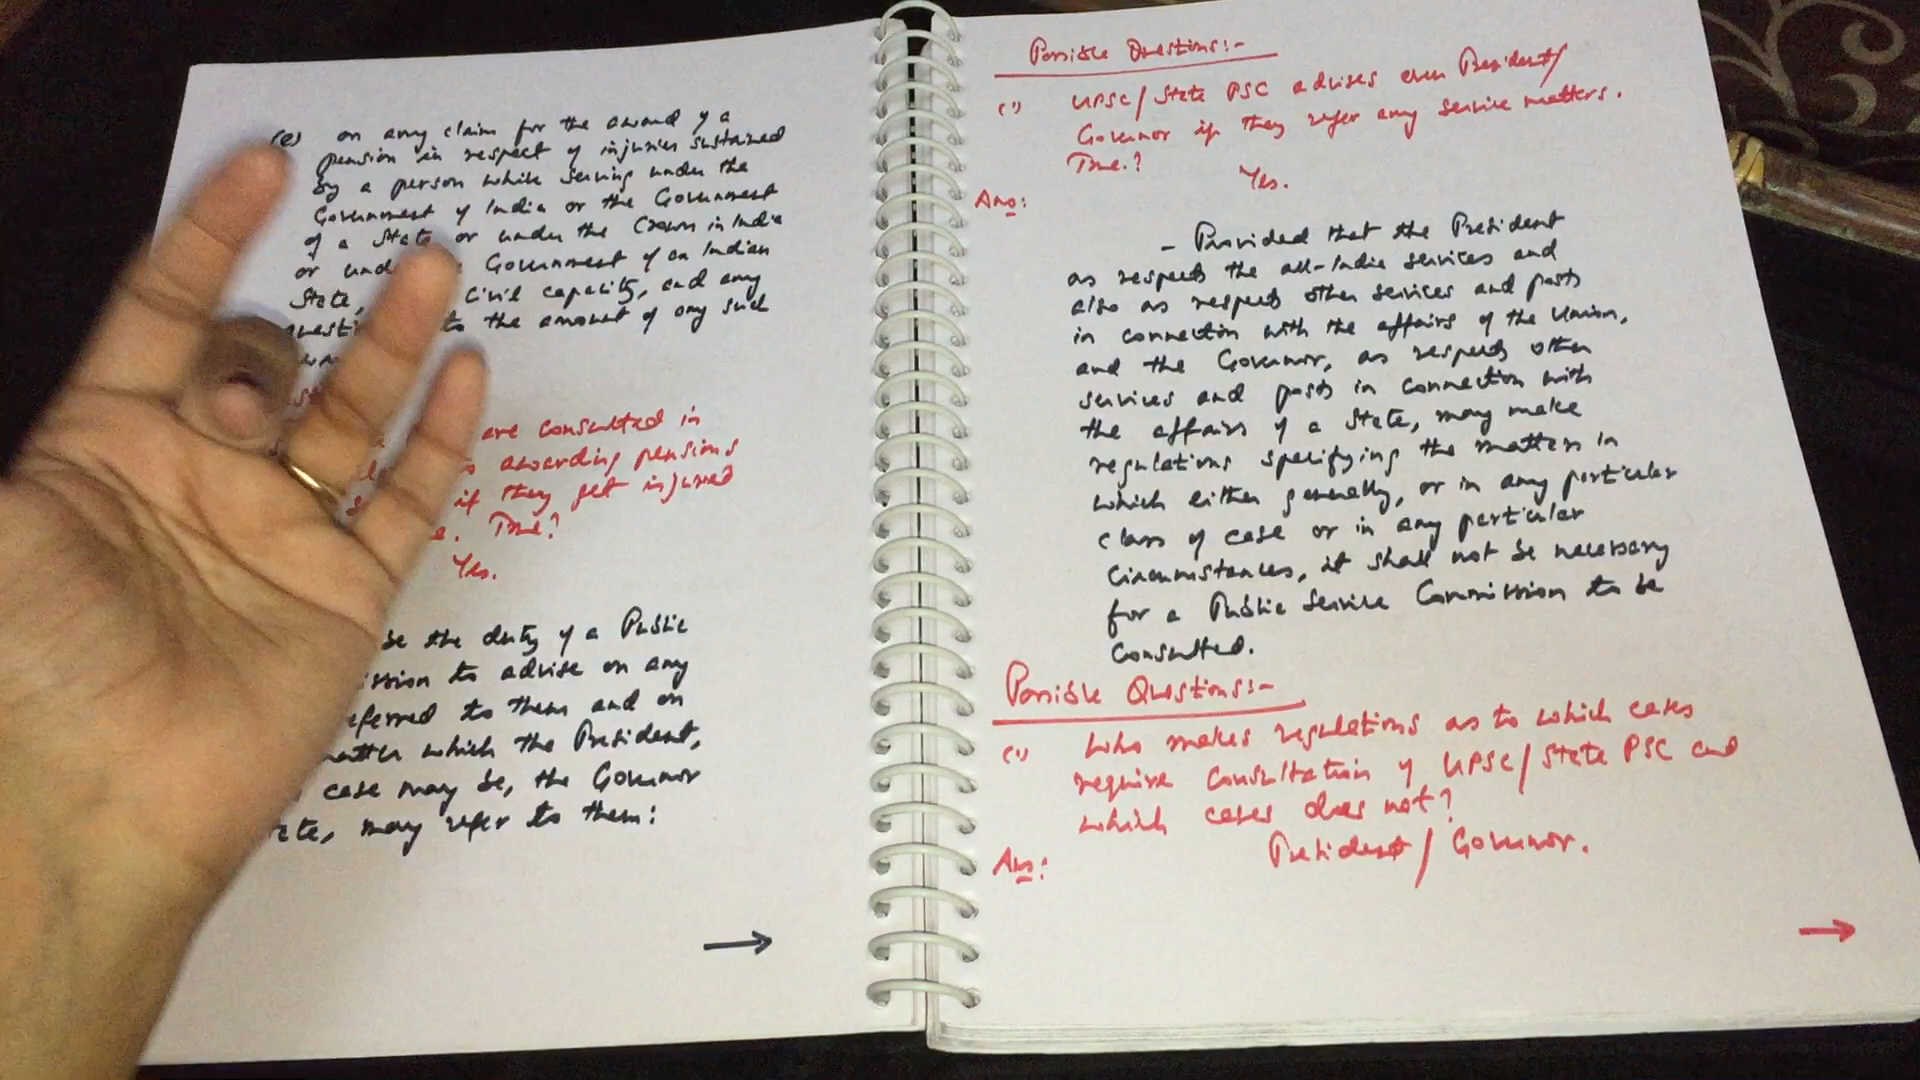 (e) on any claim for the award of a
pension in respect of injuries sustained
by a person while serving under the
Government of India or the Government
of a State or under the Crown in India
or Government of an Indian
State, civil capacity, and any
to the amount of any such
are consulted in
awarding pensions
if they get injured
True?
Yes.
be the duty of a Public
to advise on any
to them and on
matter which the President,
case may be, the Governor
may refer to them:
→
Possible Questions:-
(1) UPSC/State PSC advises even President/
Governor if they refer any service matters.
True?
Ans: Yes.
- Provided that the President
as respects the all-India services and
also as respects other services and posts
in connection with the affairs of the Union,
and the Governor, as respects other
services and posts in connection with
the affairs of a State, may make
regulations specifying the matters in
which either generally, or in any particular
class of case or in any particular
circumstances, it shall not be necessary
for a Public Service Commission to be
consulted.
Possible Questions:-
(1) Who makes regulations as to which cases
require consultation of UPSC/State PSC and
which cases does not?
Ans: President/Governor.
→